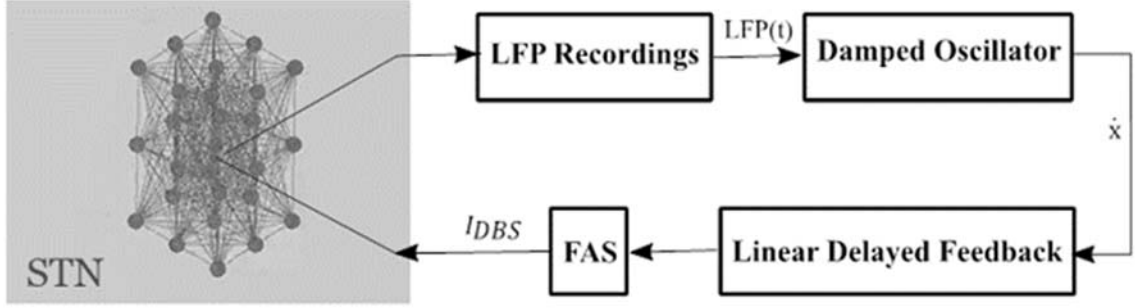 LFP Recordings
LFP(t)
Damped Oscillator
ẋ
Linear Delayed Feedback
FAS
I_DBS
STN